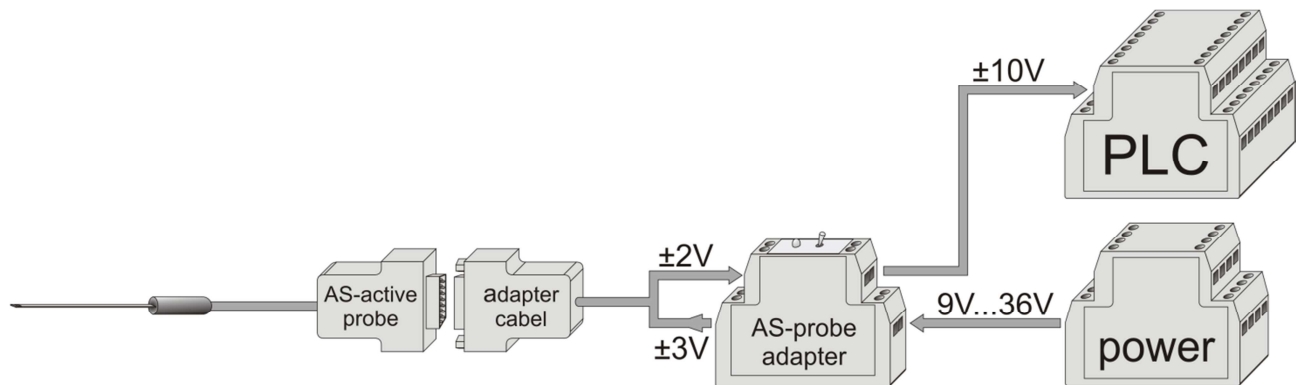 AS-active
probe
adapter
cabel
±2V
±3V
AS-probe
adapter
±10V
PLC
9V...36V
power